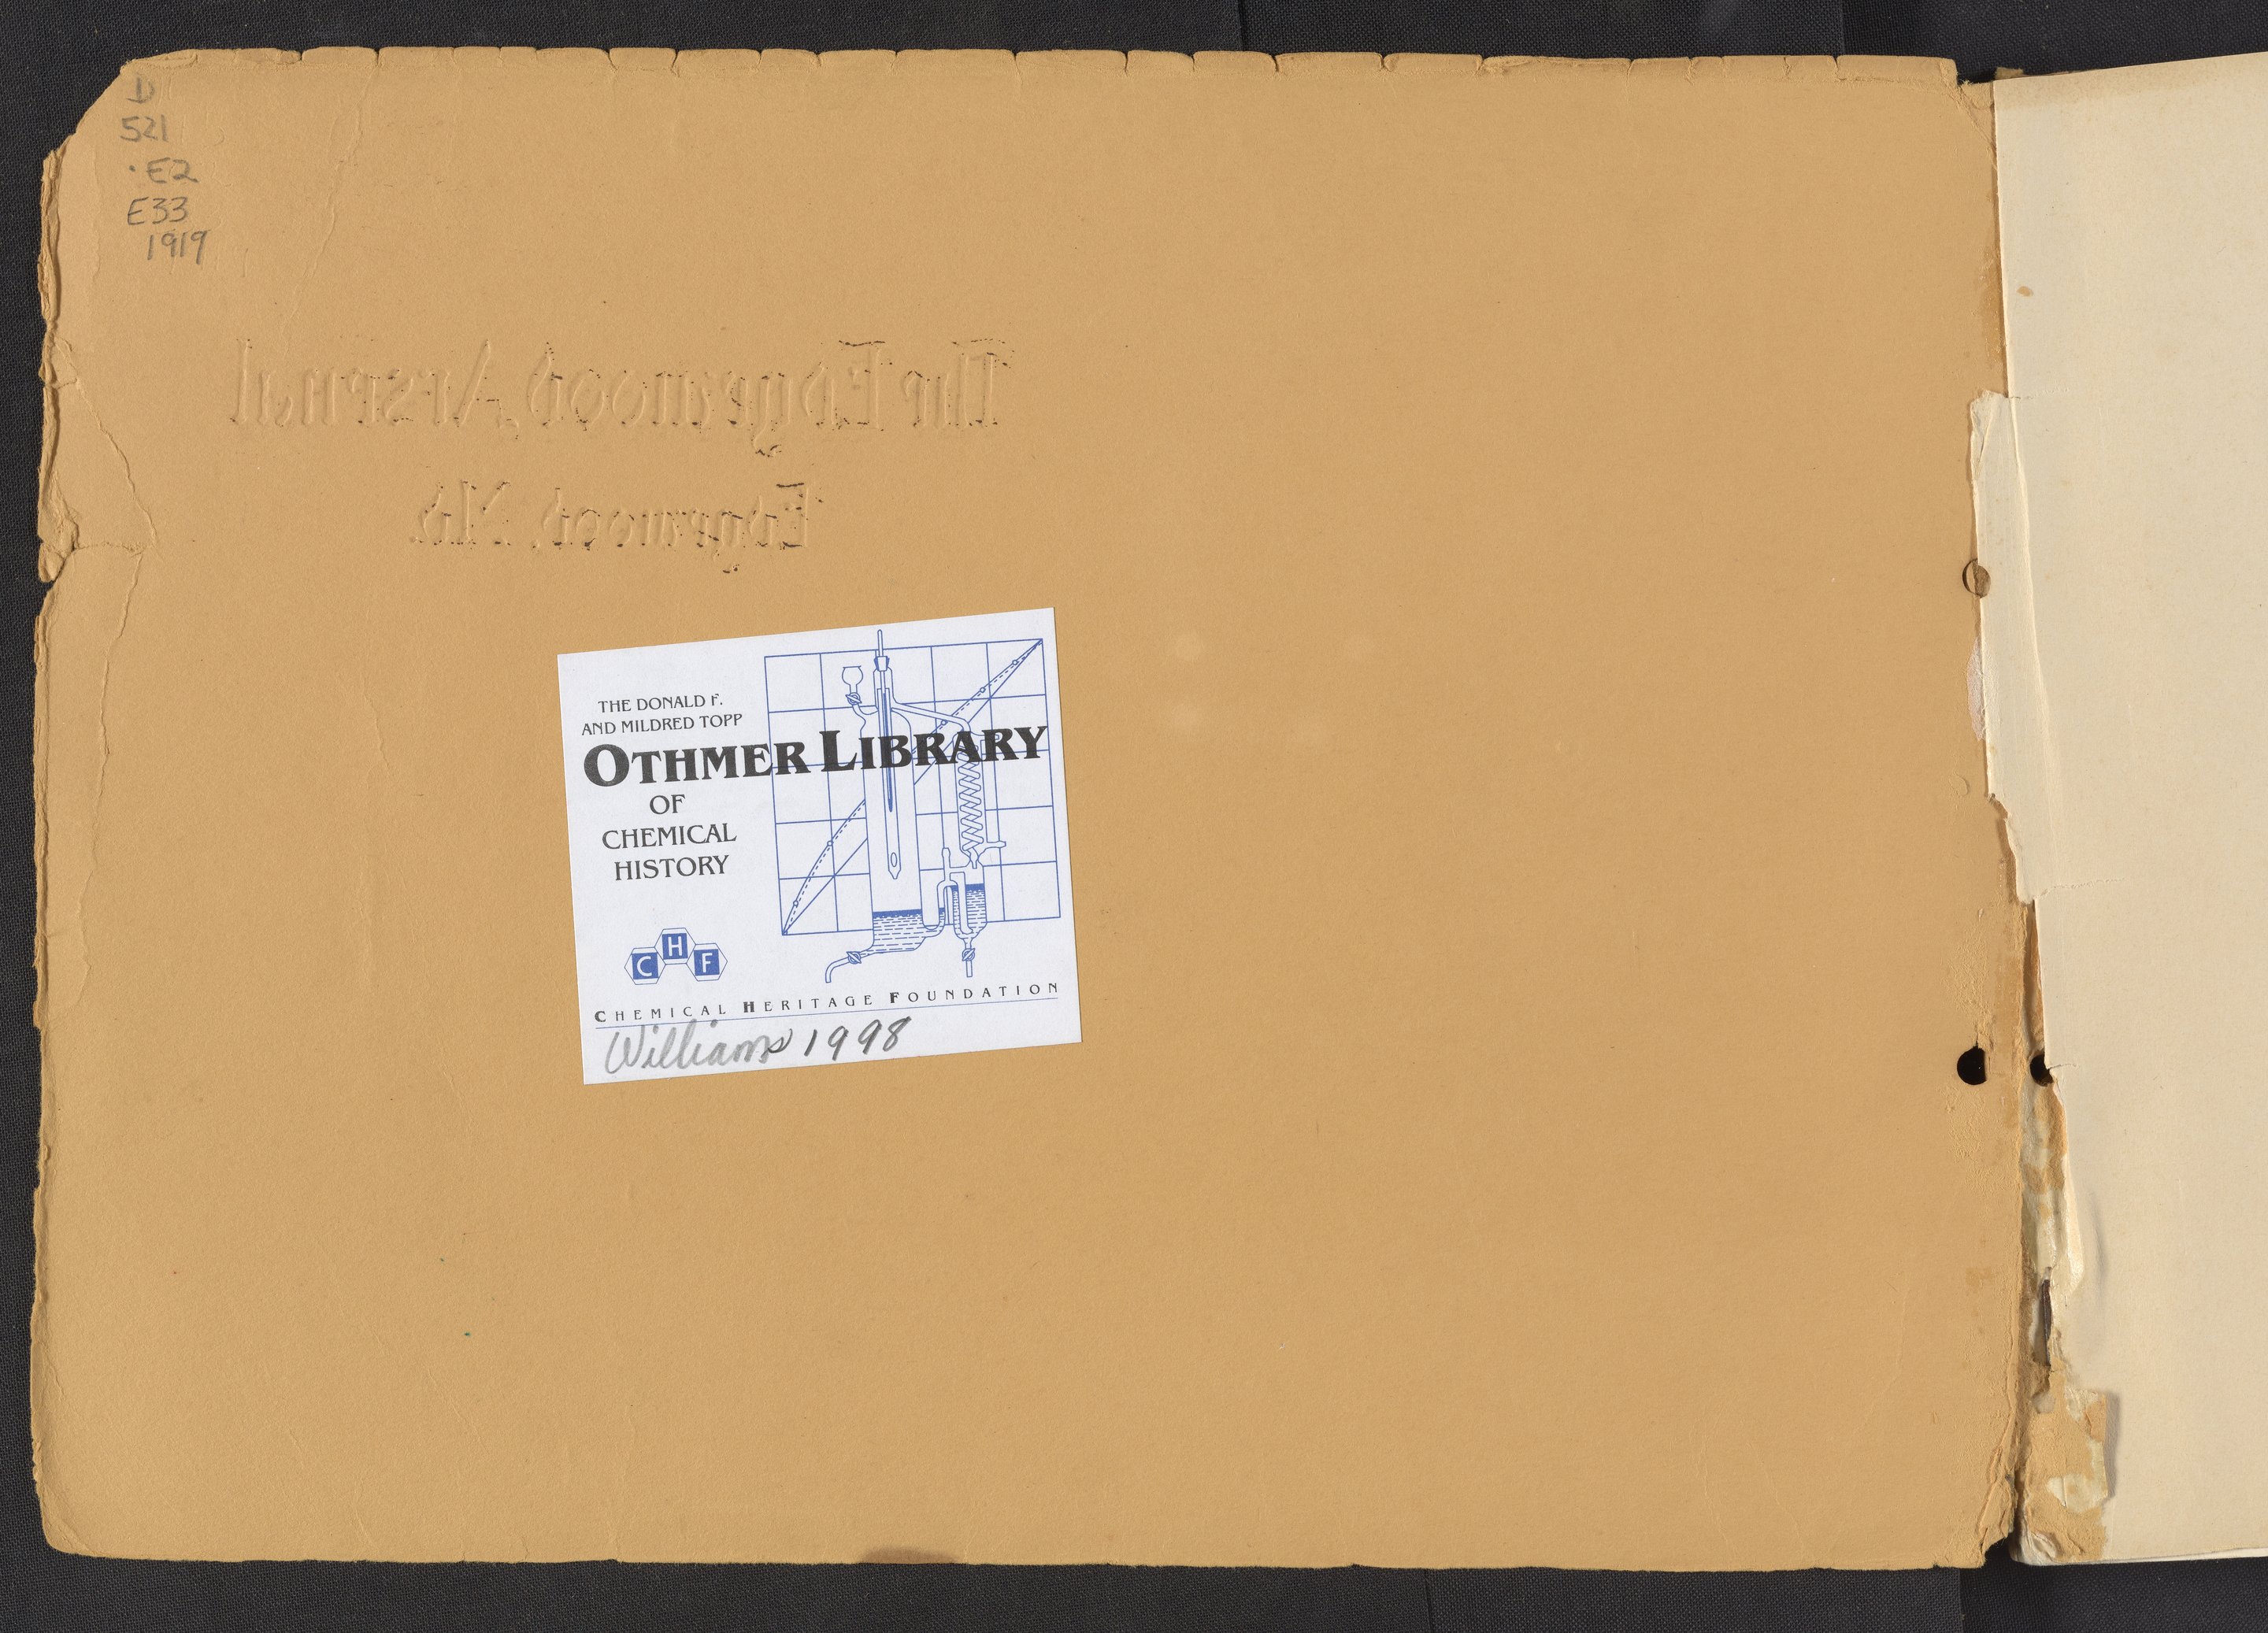 D
521
.E2
E33
1919
The Edgewood Arsenal
Edgewood, Md.
THE DONALD F.
AND MILDRED TOPP
OTHMER LIBRARY
OF
CHEMICAL
HISTORY
C H F
CHEMICAL HERITAGE FOUNDATION
Williams 1998